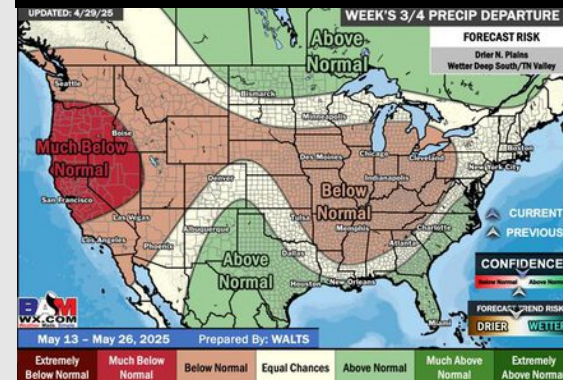 UPDATED: 4/29/25
WEEK'S 3/4 PRECIP DEPARTURE
FORECAST RISK
Drier N. Plains
Wetter Deep South/TN Valley
Above
Normal
Seattle
Bismarck
Minneapolis
Boise
Much Below
Normal
Boston
Des Moines
Chicago
Cleveland
New York City
Denver
Indianapolis
San Francisco
Below
Normal
Las Vegas
Tulsa
Memphis
Charlotte
Los Angeles
Albuquerque
Phoenix
Atlanta
Above
Normal
Dallas
Houston
New Orleans
Miami
CURRENT
PREVIOUS
CONFIDENCE
Below Normal
Above Normal
FORECAST TREND RISK
DRIER
WETTER
BAM
WX.COM
May 13 – May 26, 2025
Prepared By: WALTS
Extremely
Below Normal
Much Below
Normal
Below Normal
Equal Chances
Above Normal
Much Above
Normal
Extremely
Above Normal